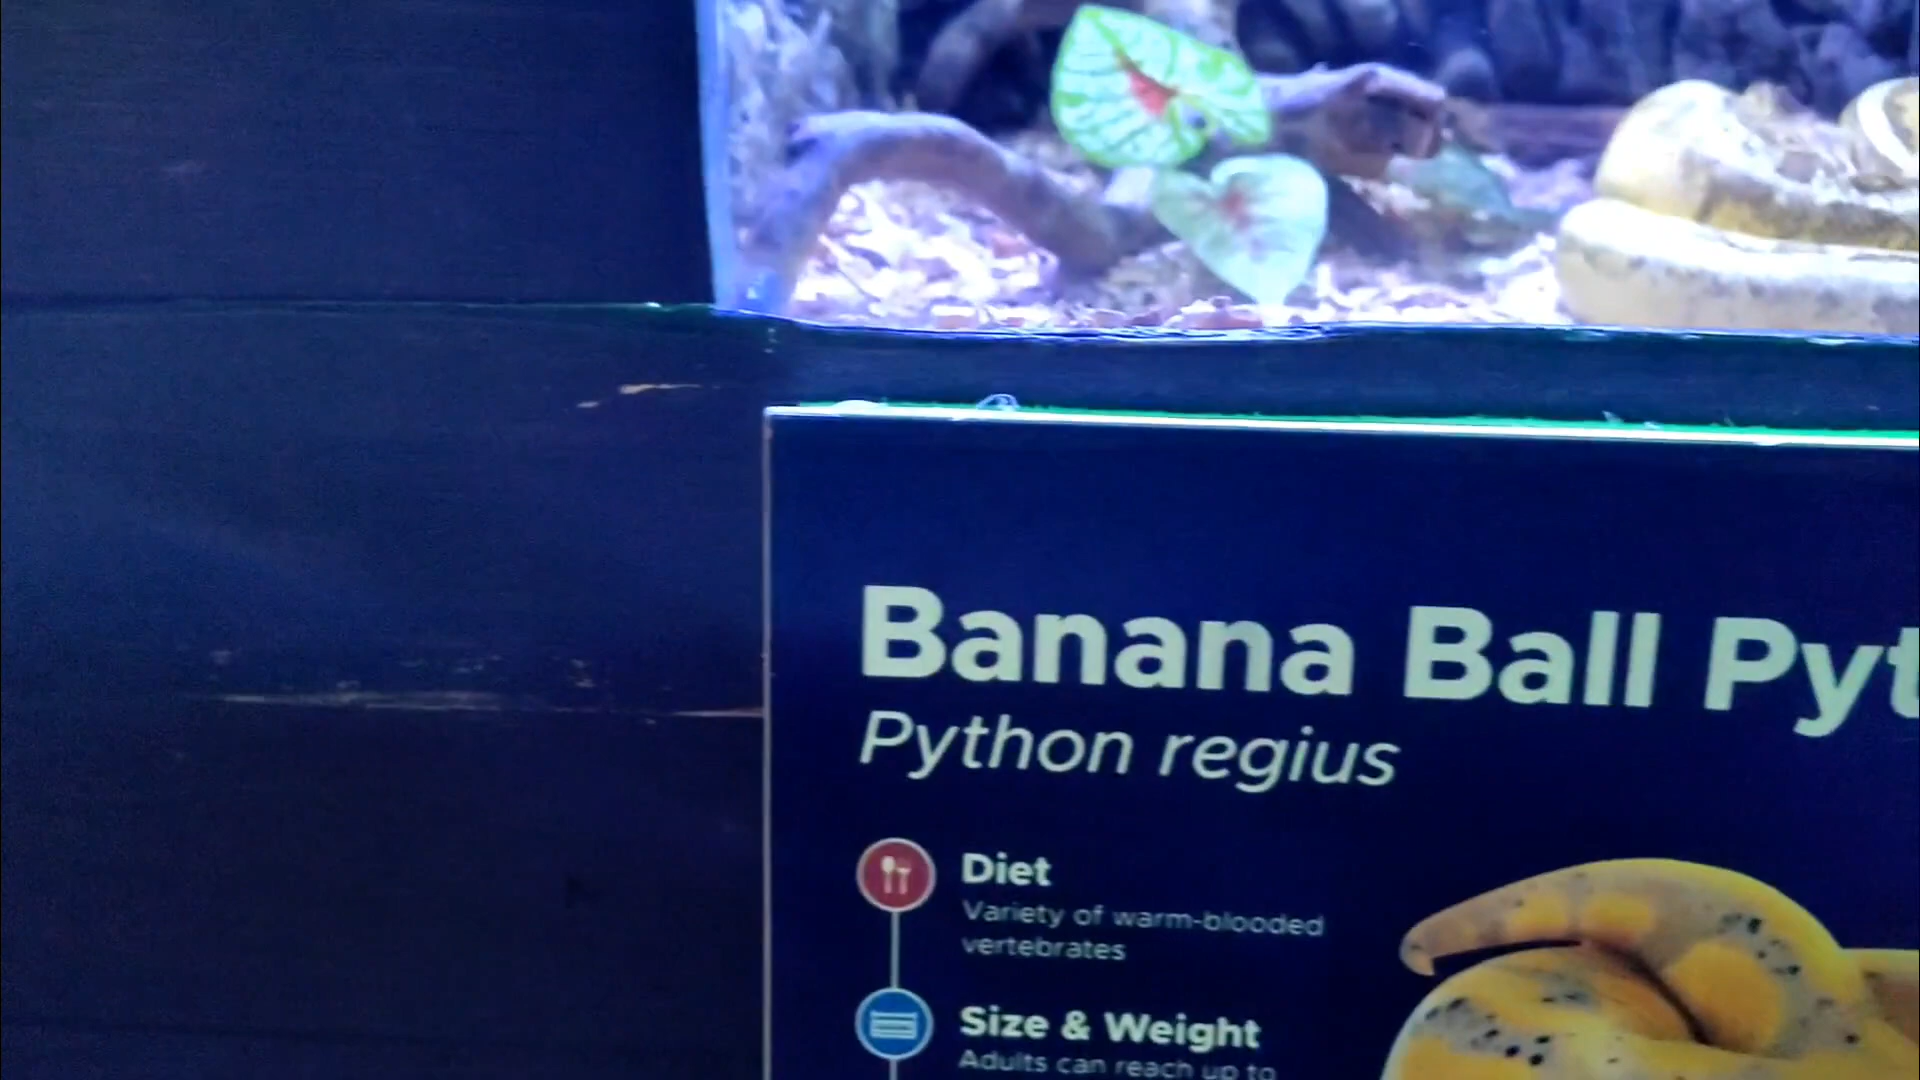 Banana Ball Pyt
Python regius
Diet
Variety of warm-blooded
vertebrates
Size & Weight
Adults can reach up to